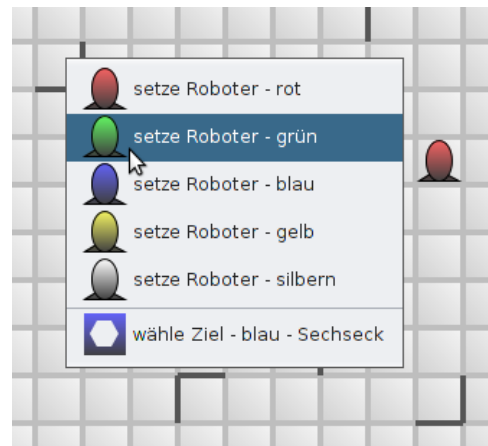 setze Roboter - rot
setze Roboter - grün
setze Roboter - blau
setze Roboter - gelb
setze Roboter - silbern
wähle Ziel - blau - Sechseck